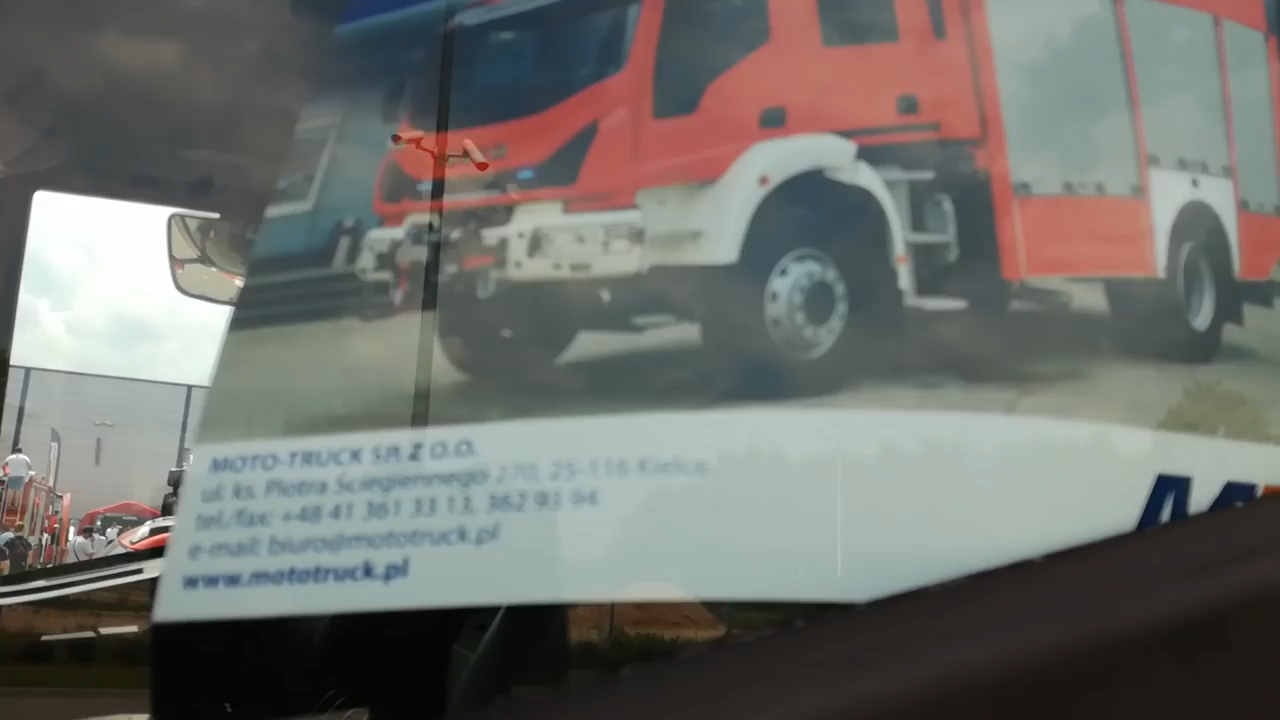 MOTO-TRUCK SP. Z O.O.
ul. ks. Piotra Ściegiennego 270, 25-116 Kielce
tel./fax: +48 41 361 33 13, 362 93 94
e-mail: biuro@mototruck.pl
www.mototruck.pl